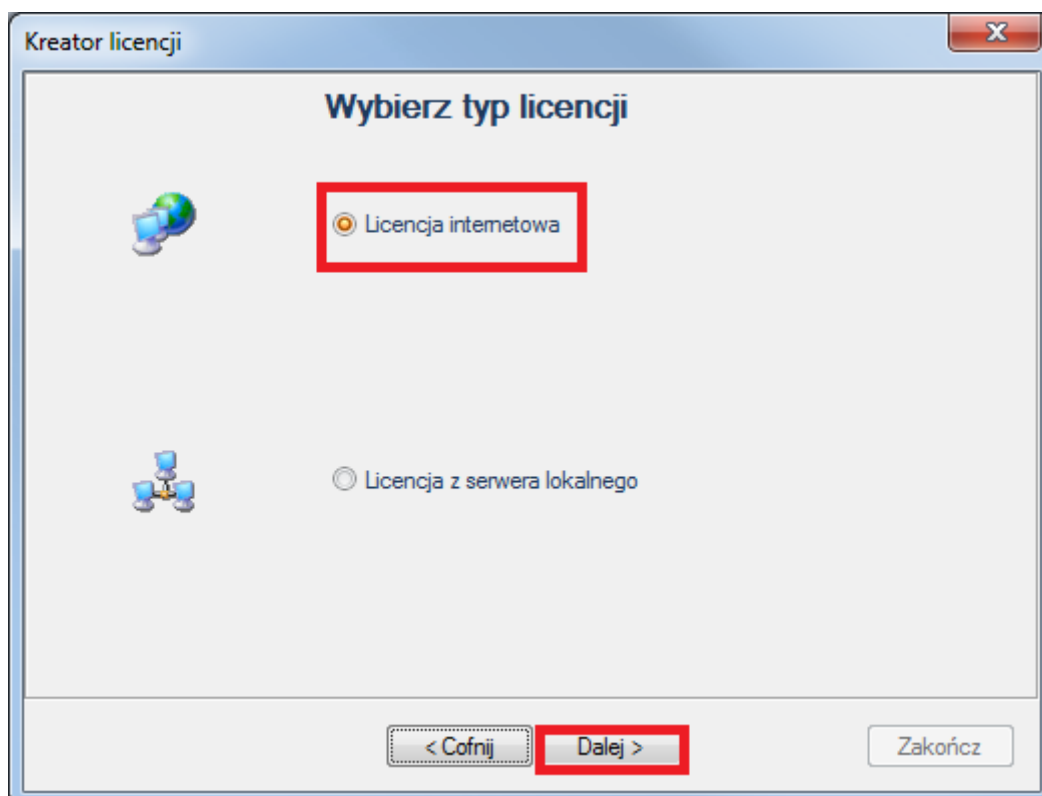 Kreator licencji
Wybierz typ licencji
Licencja internetowa
Licencja z serwera lokalnego
< Cofnij
Dalej >
Zakończ